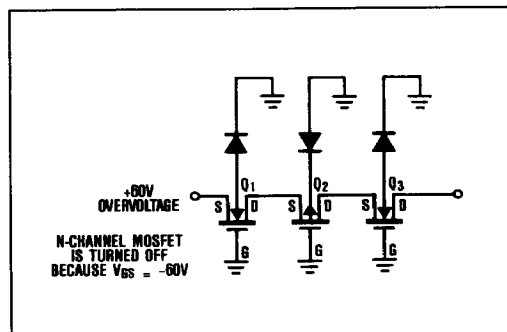 Q1
Q2
Q3
+60V
OVERVOLTAGE
S
D
S
D
S
D
N-CHANNEL MOSFET
IS TURNED OFF
BECAUSE VGS = -60V
G
G
G